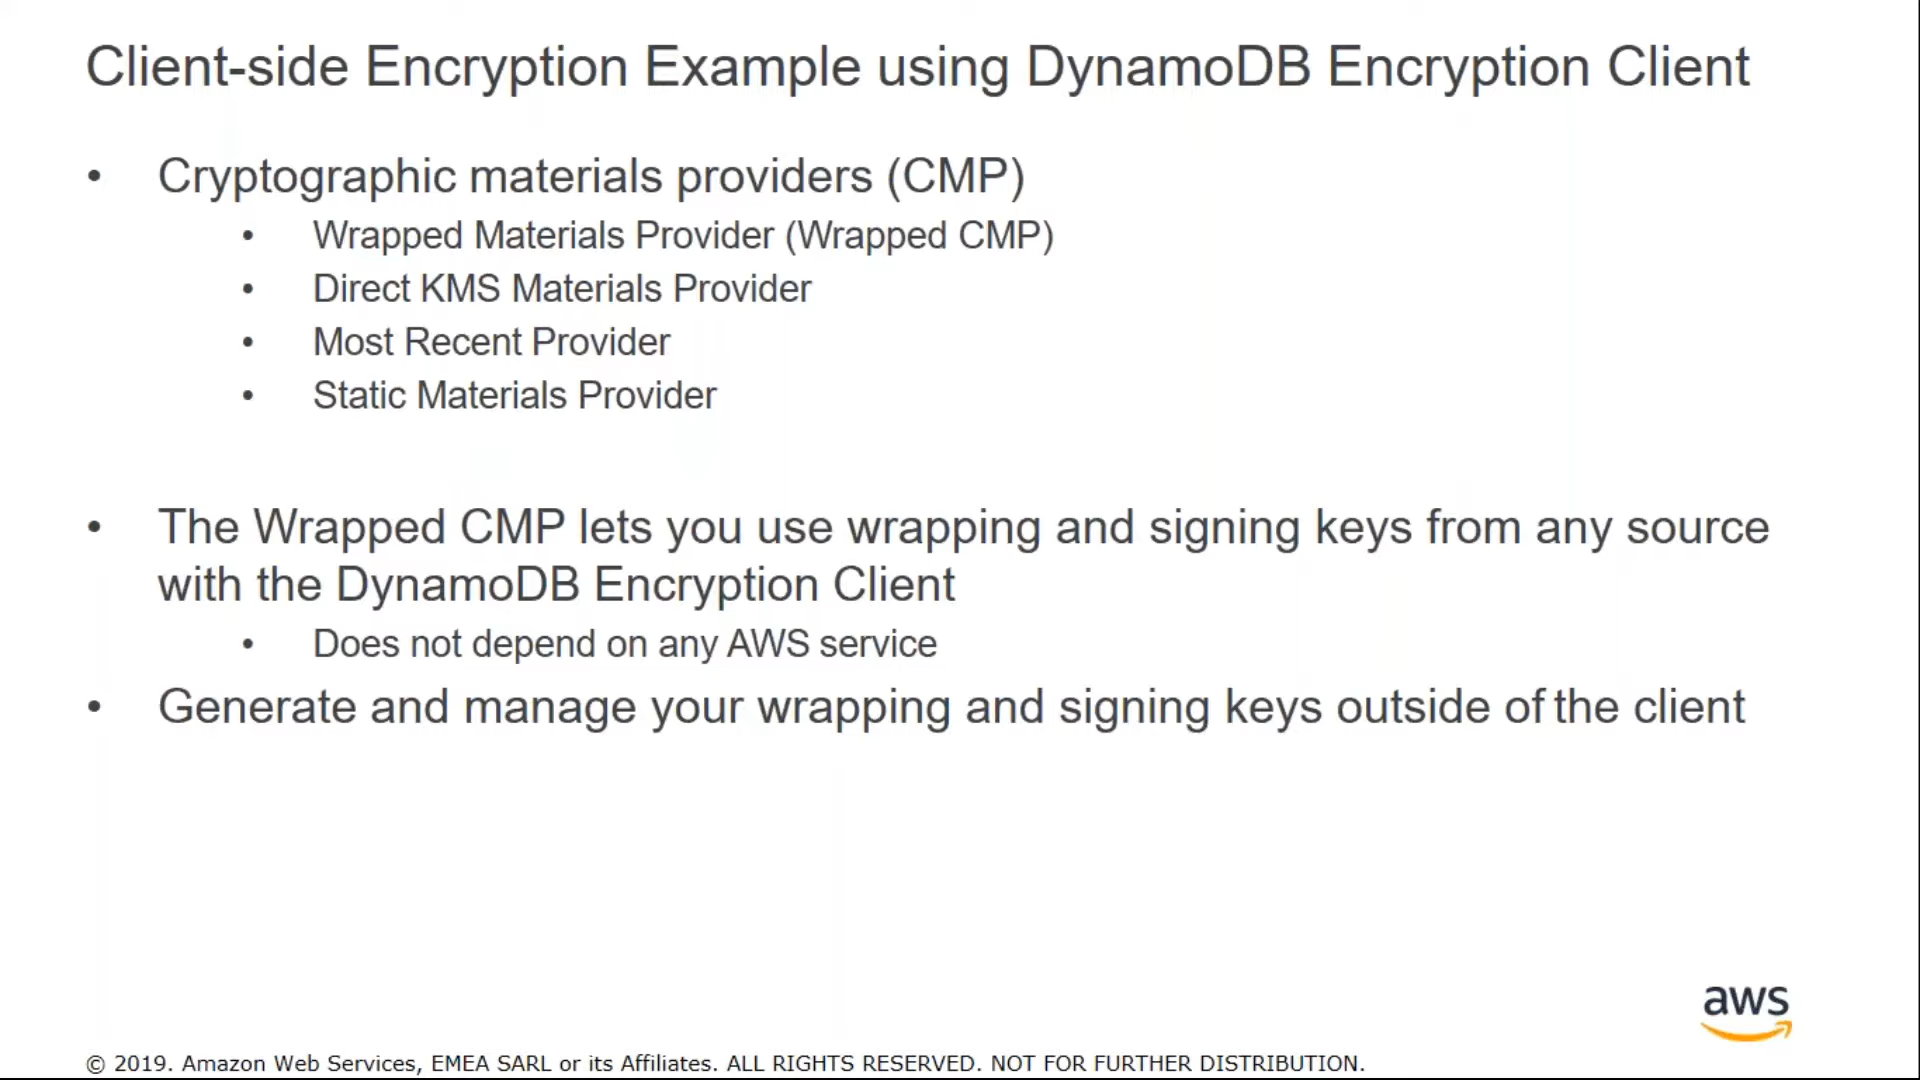 Client-side Encryption Example using DynamoDB Encryption Client
• Cryptographic materials providers (CMP)
• Wrapped Materials Provider (Wrapped CMP)
• Direct KMS Materials Provider
• Most Recent Provider
• Static Materials Provider
• The Wrapped CMP lets you use wrapping and signing keys from any source
with the DynamoDB Encryption Client
• Does not depend on any AWS service
• Generate and manage your wrapping and signing keys outside of the client
aws
© 2019. Amazon Web Services, EMEA SARL or its Affiliates. ALL RIGHTS RESERVED. NOT FOR FURTHER DISTRIBUTION.